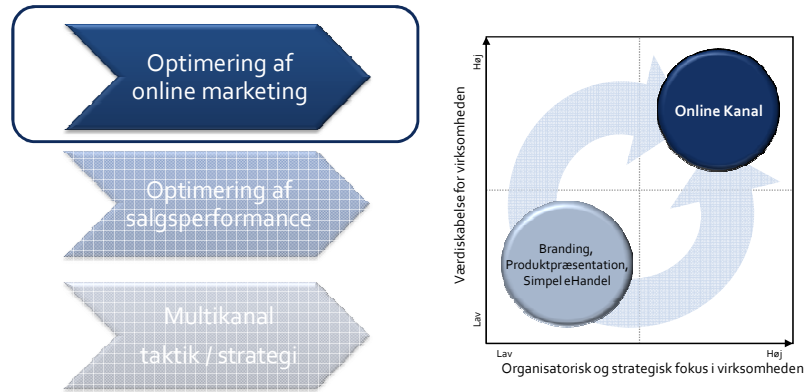 Optimering af
online marketing
Optimering af
salgsperformance
Multikanal
taktik / strategi
Værdiskabelse for virksomheden
Høj
Lav
Online Kanal
Branding,
Produktpræsentation,
Simpel eHandel
Lav
Høj
Organisatorisk og strategisk fokus i virksomheden